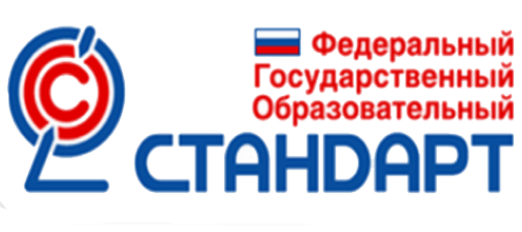 Федеральный
Государственный
Образовательный
СТАНДАРТ